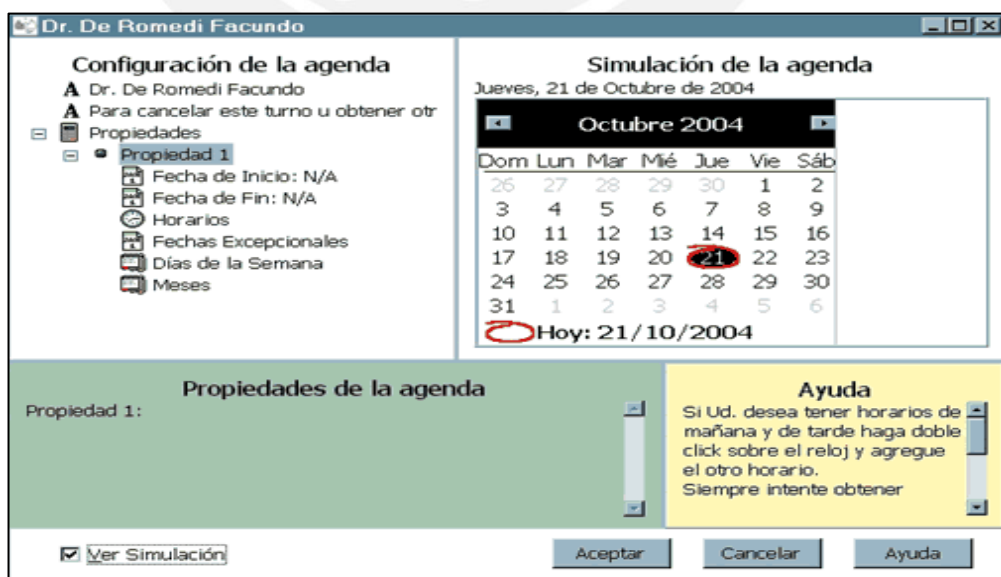 Dr. De Romedi Facundo
Configuración de la agenda
A Dr. De Romedi Facundo
A Para cancelar este turno u obtener otr
Propiedades
Propiedad 1
Fecha de Inicio: N/A
Fecha de Fin: N/A
Horarios
Fechas Excepcionales
Días de la Semana
Meses
Simulación de la agenda
Jueves, 21 de Octubre de 2004
Octubre 2004
Dom Lun Mar Mié Jue Vie Sáb
26 27 28 29 30 1 2
3 4 5 6 7 8 9
10 11 12 13 14 15 16
17 18 19 20 21 22 23
24 25 26 27 28 29 30
31 1 2 3 4 5 6
Hoy: 21/10/2004
Propiedades de la agenda
Propiedad 1:
Ayuda
Si Ud. desea tener horarios de
mañana y de tarde haga doble
click sobre el reloj y agregue
el otro horario.
Siempre intente obtener
Ver Simulación
Aceptar
Cancelar
Ayuda